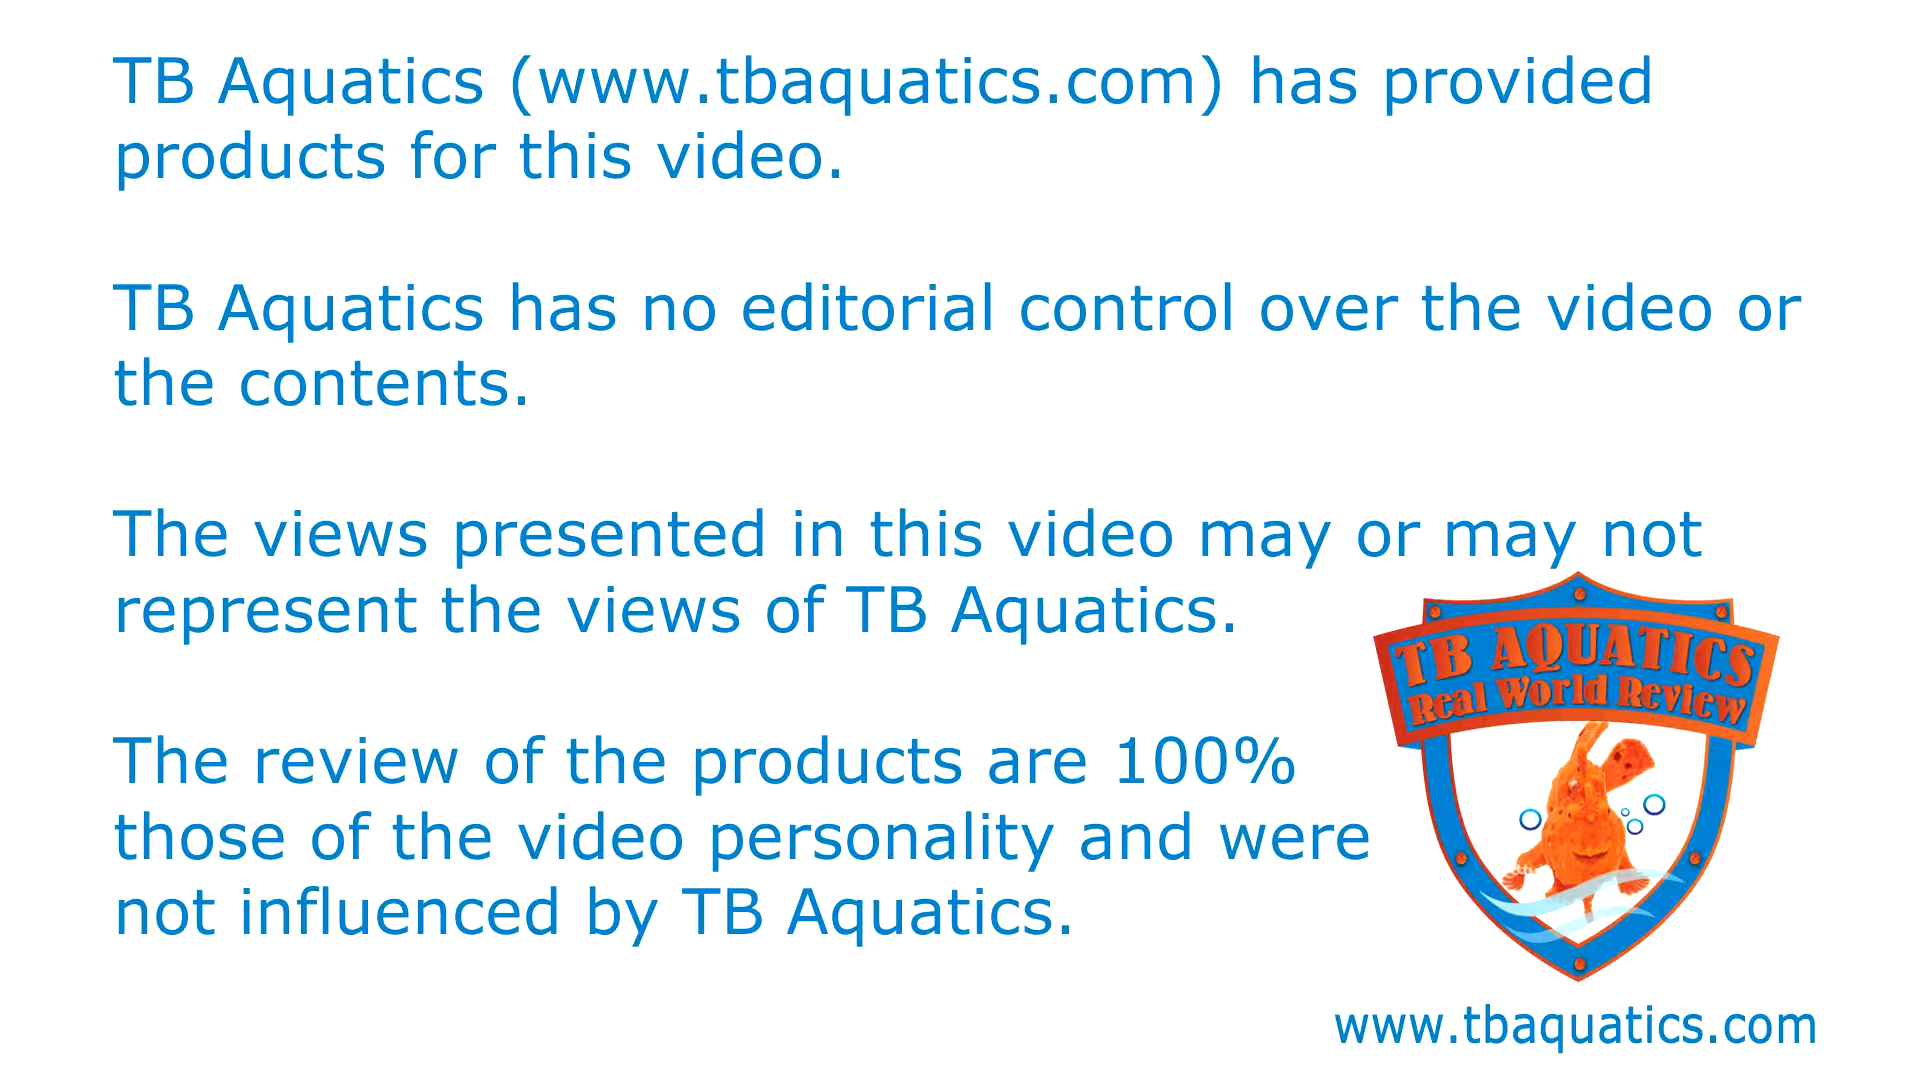 TB Aquatics (www.tbaquatics.com) has provided
products for this video.
TB Aquatics has no editorial control over the video or
the contents.
The views presented in this video may or may not
represent the views of TB Aquatics.
The review of the products are 100%
those of the video personality and were
not influenced by TB Aquatics.
TB AQUATICS
Real World Review
www.tbaquatics.com